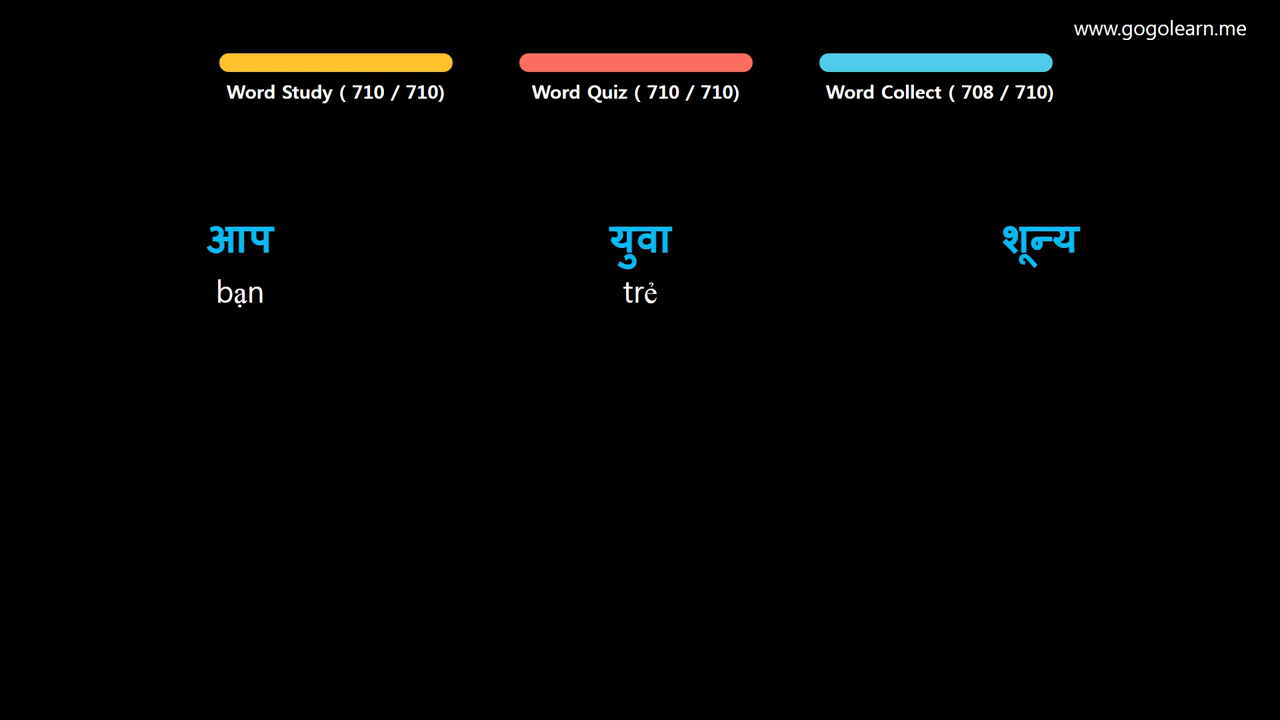 www.gogolearn.me
Word Study ( 710 / 710)
Word Quiz ( 710 / 710)
Word Collect ( 708 / 710)
आप
bạn
युवा
trẻ
शून्य